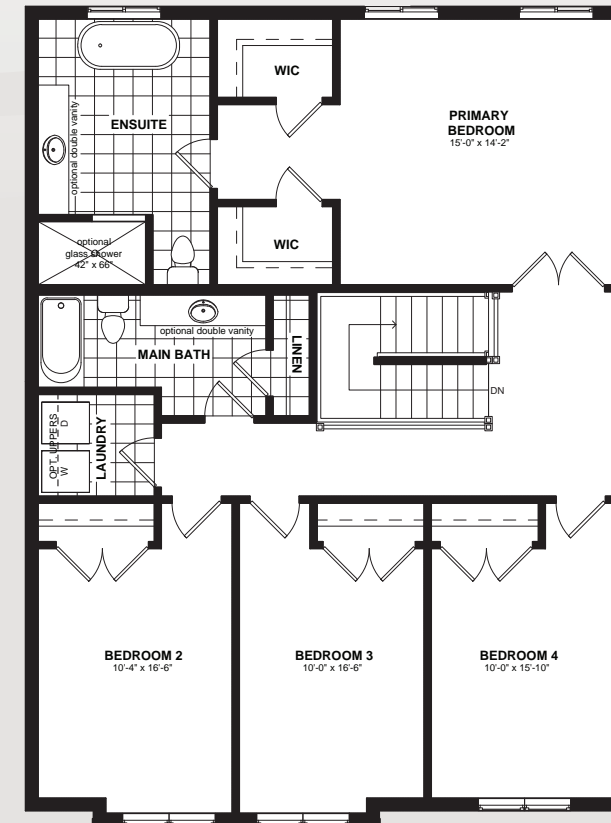 WIC
ENSUITE
optional double vanity
PRIMARY
BEDROOM
15'-0" x 14'-2"
WIC
optional
glass shower
42" x 66"
optional double vanity
MAIN BATH
LINEN
DN
OPT. UPPERS
D
W
LAUNDRY
BEDROOM 2
10'-4" x 16'-6"
BEDROOM 3
10'-0" x 16'-6"
BEDROOM 4
10'-0" x 15'-10"